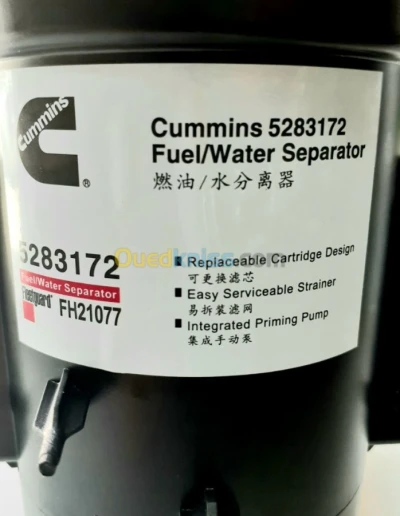 Cummins
®
Cummins 5283172
Fuel/Water Separator
燃油/水分离器
5283172
Fuel/Water Separator
Fleetguard FH21077
Ouedkniss.com
■ Replaceable Cartridge Design
可更换滤芯
■ Easy Serviceable Strainer
易拆装滤网
■ Integrated Priming Pump
集成手动泵